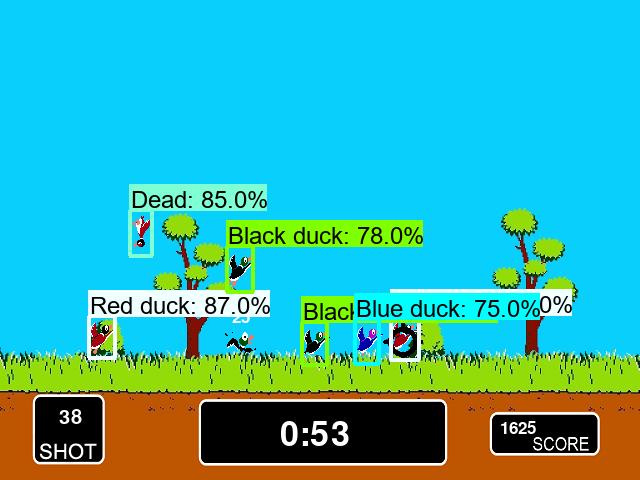 Dead: 85.0%
Black duck: 78.0%
Red duck: 87.0%
Blue duck: 75.0%
0%
25
38
SHOT
0:53
1625
SCORE